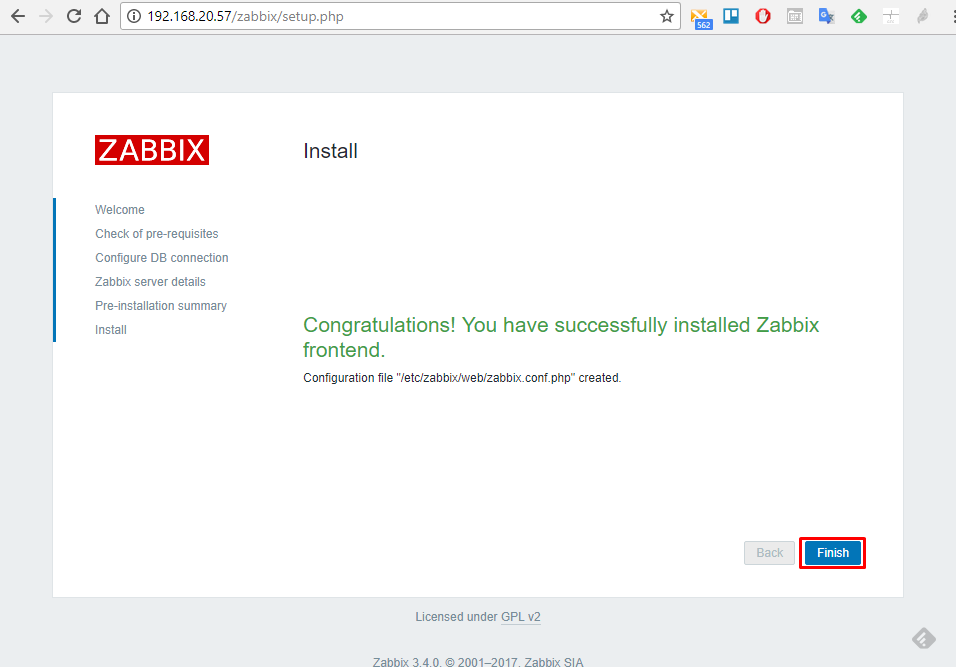 192.168.20.57/zabbix/setup.php
562
ZABBIX
Install
Welcome
Check of pre-requisites
Configure DB connection
Zabbix server details
Pre-installation summary
Install
Congratulations! You have successfully installed Zabbix
frontend.
Configuration file "/etc/zabbix/web/zabbix.conf.php" created.
Back
Finish
Licensed under GPL v2
Zabbix 3.4.0. © 2001–2017, Zabbix SIA